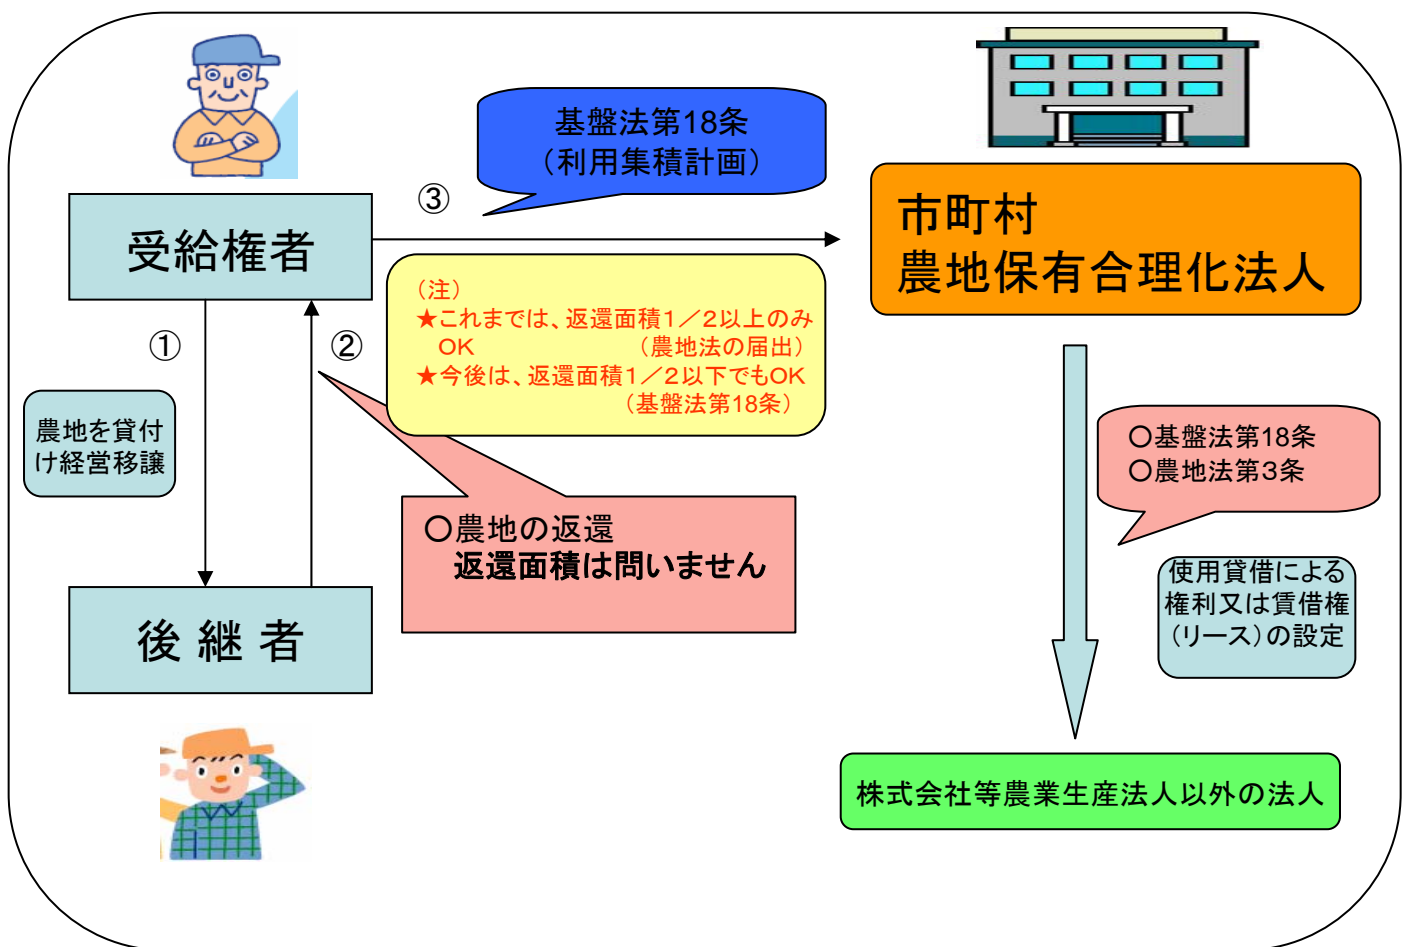 基盤法第18条
（利用集積計画）
③
受給権者
市町村
農地保有合理化法人
（注）
★これまでは、返還面積１／２以上のみ
OK　（農地法の届出）
★今後は、返還面積１／２以下でもOK
（基盤法第18条）
①
②
農地を貸付
け経営移譲
○基盤法第18条
○農地法第3条
○農地の返還
返還面積は問いません
使用貸借による
権利又は賃借権
（リース）の設定
後 継 者
株式会社等農業生産法人以外の法人